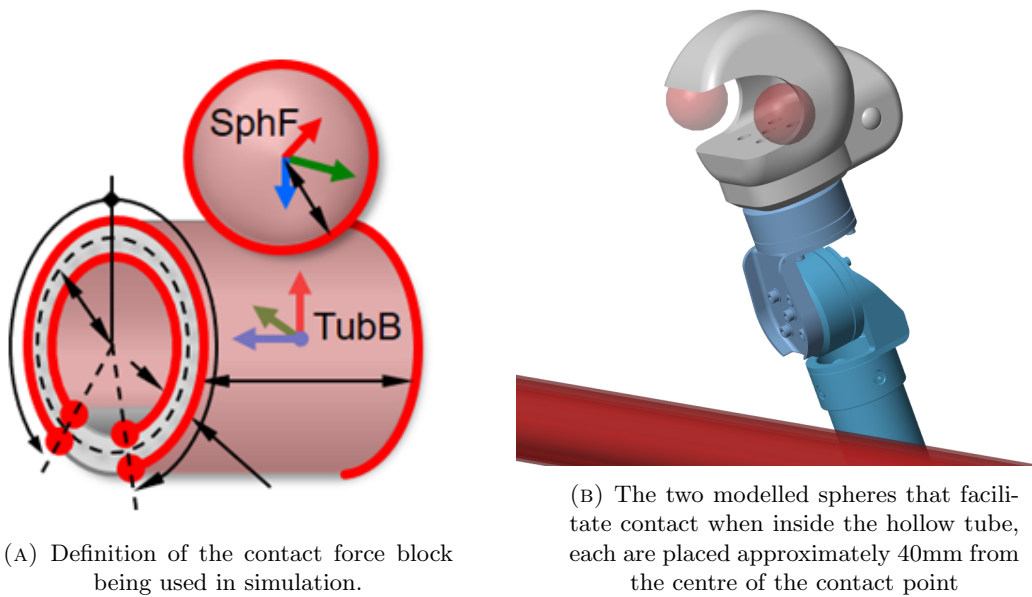 SphF
TubB
(A) Definition of the contact force block
being used in simulation.
(B) The two modelled spheres that facili-
tate contact when inside the hollow tube,
each are placed approximately 40mm from
the centre of the contact point